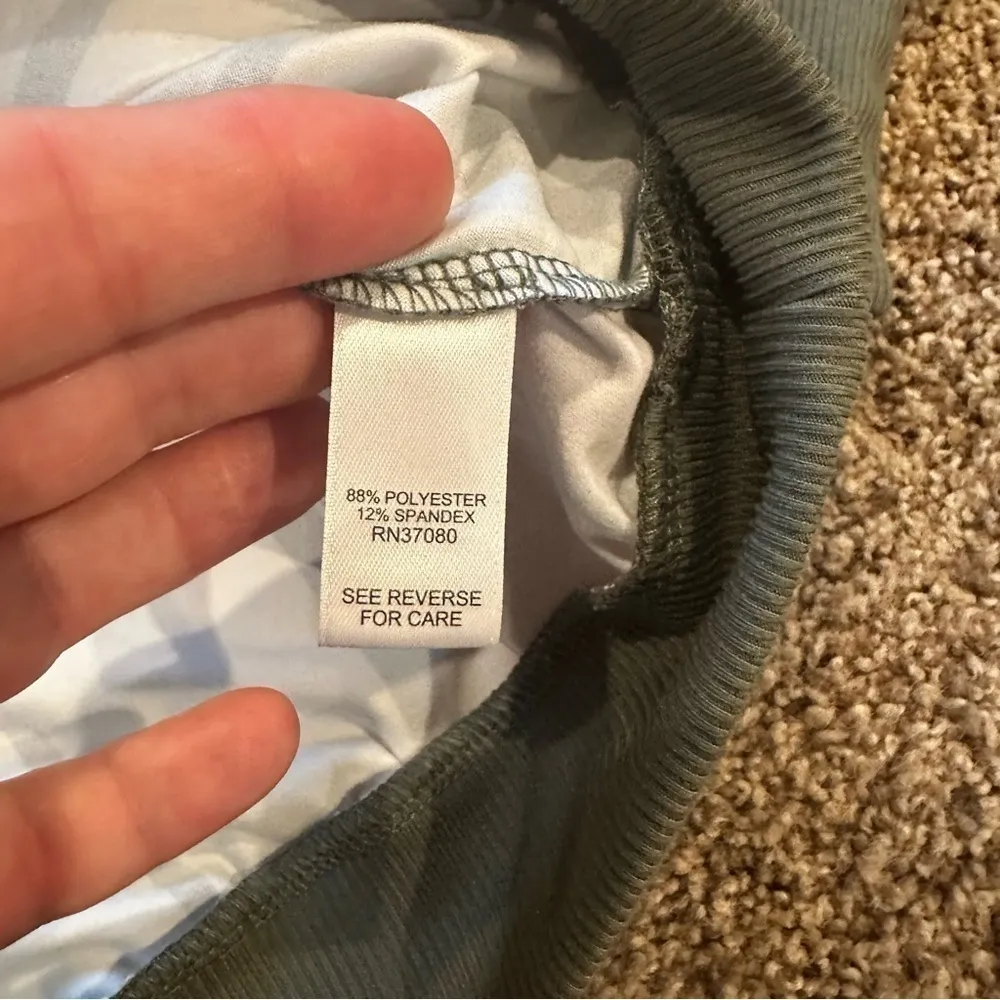 88% POLYESTER
12% SPANDEX
RN37080
SEE REVERSE
FOR CARE